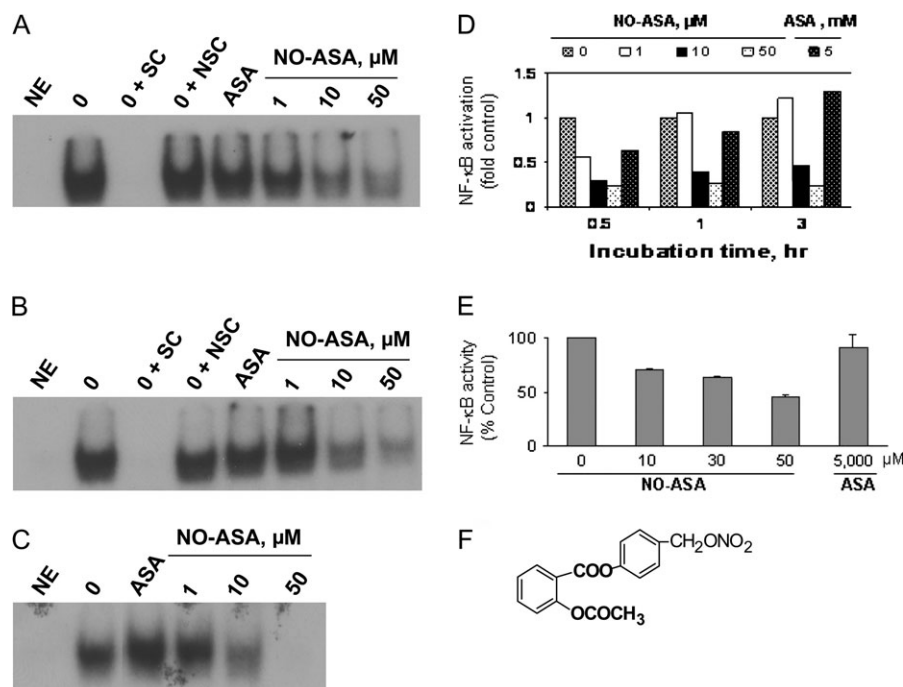 A
NO-ASA, µM
NE 0 0 + SC 0 + NSC ASA 1 10 50
B
NO-ASA, µM
NE 0 0 + SC 0 + NSC ASA 1 10 50
C
NO-ASA, µM
NE 0 ASA 1 10 50
D
NO-ASA, µM ASA , mM
0 1 10 50 5
NF-κB activation
(fold control)
1.5
1
0.5
0
0.5 1 3
Incubation time, hr
E
NF-κB activity
(% Control)
100
50
0
0 10 30 50 5,000 µM
NO-ASA ASA
F
CH₂ONO₂
COO
OCOCH₃